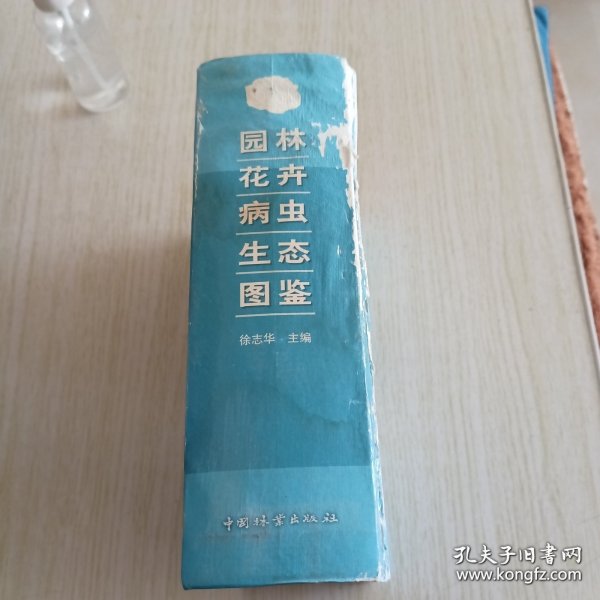 园林
花卉
病虫
生态
图鉴
徐志华 主编
中国林业出版社
孔夫子旧书网
www.kongfz.com